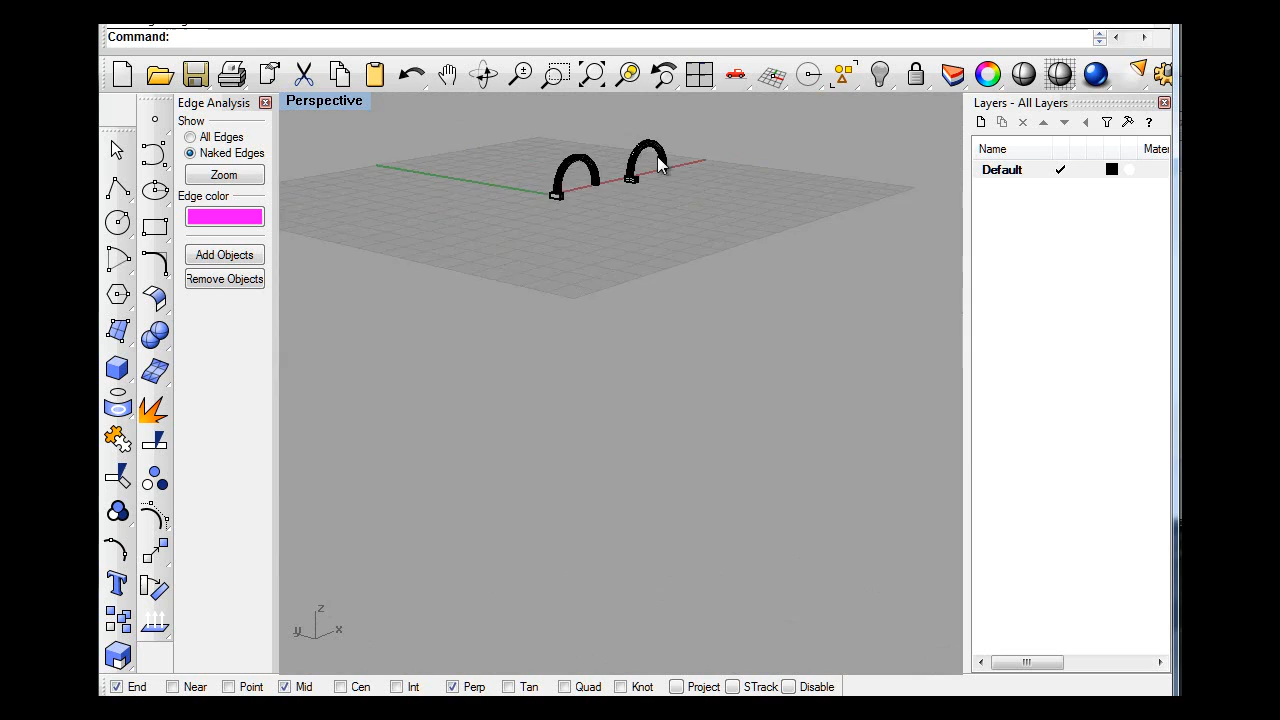 Command:
Edge Analysis
Perspective
Layers - All Layers
Show
All Edges
Naked Edges
Zoom
Edge color
Add Objects
Remove Objects
Name
Mater
Default
T
z
y
x
End
Near
Point
Mid
Cen
Int
Perp
Tan
Quad
Knot
Project
STrack
Disable